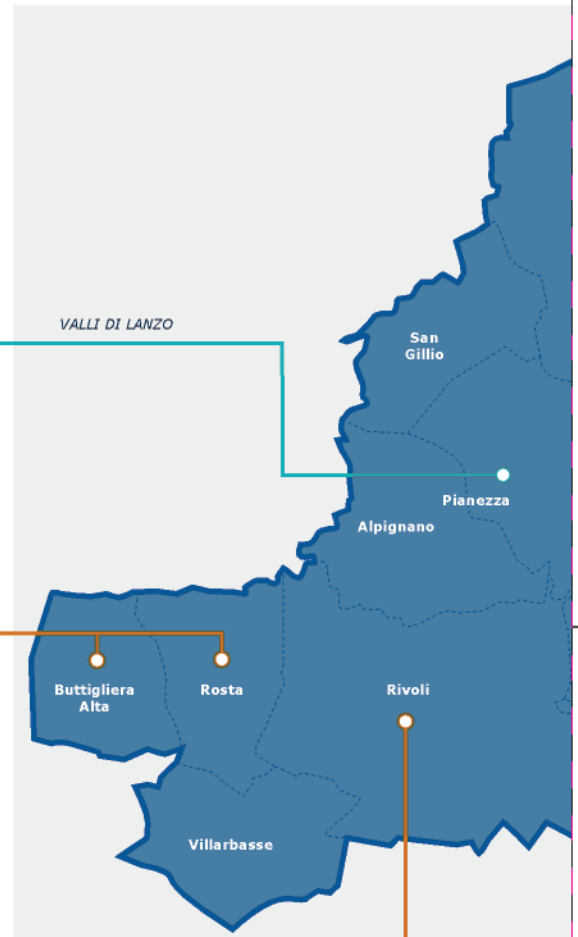 VALLI DI LANZO
San
Gillio
Pianezza
Alpignano
Buttigliera
Alta
Rosta
Rivoli
Villarbasse